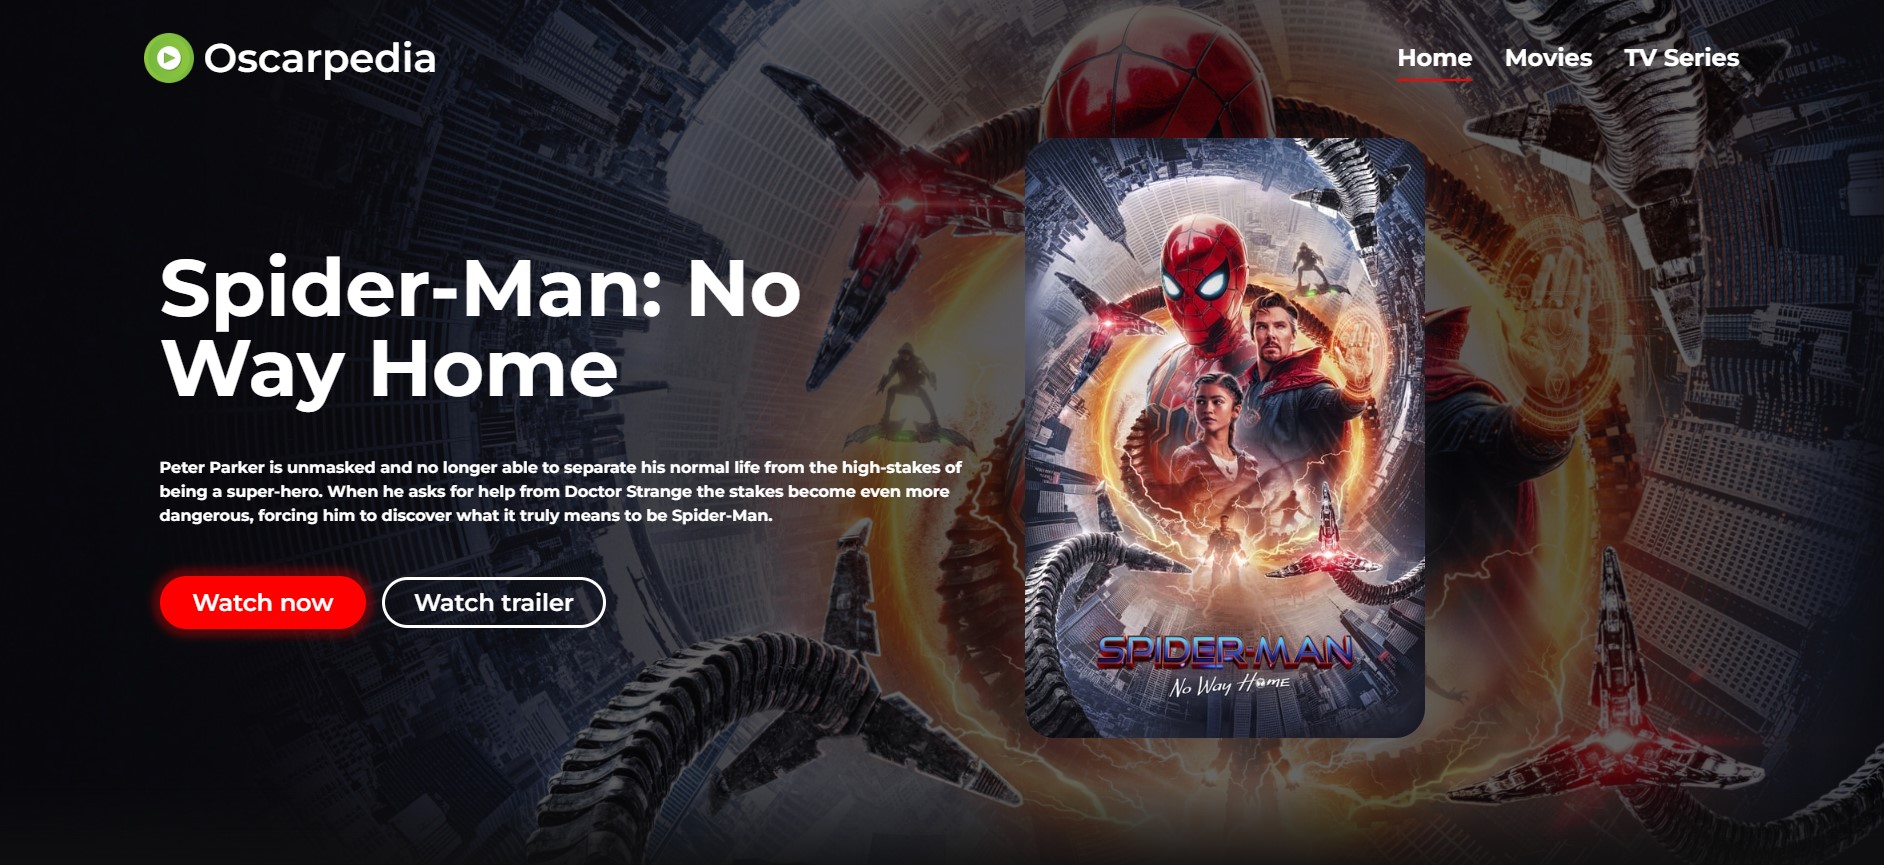 Oscarpedia
Home Movies TV Series
Spider-Man: No
Way Home
Peter Parker is unmasked and no longer able to separate his normal life from the high-stakes of
being a super-hero. When he asks for help from Doctor Strange the stakes become even more
dangerous, forcing him to discover what it truly means to be Spider-Man.
Watch now Watch trailer
SPIDER-MAN
No Way Home